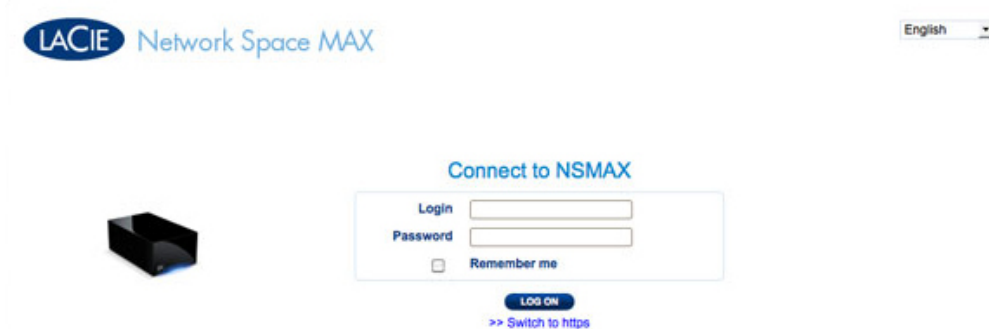 LACIE Network Space MAX
English
Connect to NSMAX
Login
Password
Remember me
LOG ON
>> Switch to https